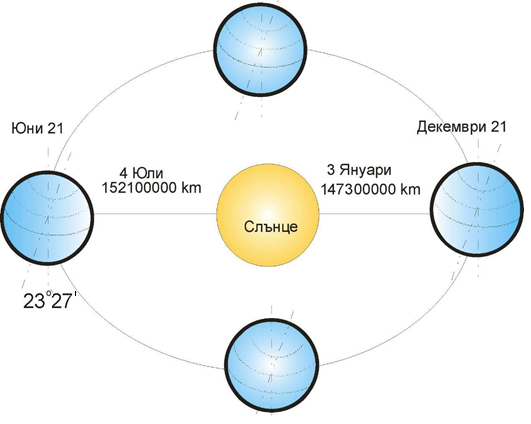 Юни 21
Декември 21
4 Юли
152100000 km
3 Януари
147300000 km
Слънце
23°27'